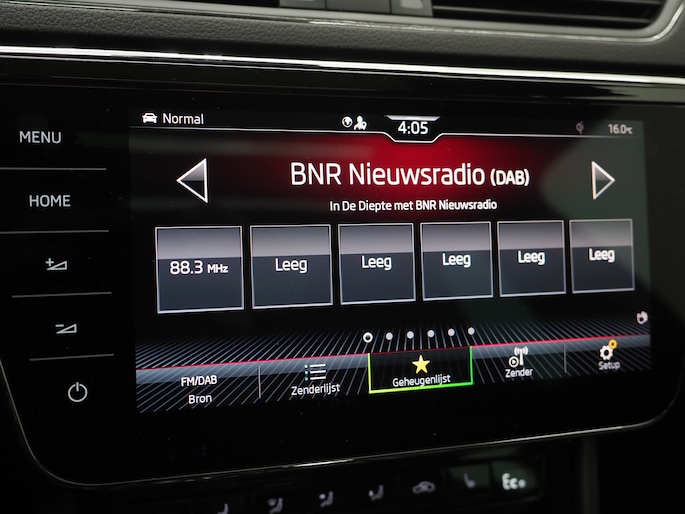 MENU
HOME
Normal
4:05
16.0°C
BNR Nieuwsradio (DAB)
In De Diepte met BNR Nieuwsradio
88.3 MHz
Leeg
Leeg
Leeg
Leeg
Leeg
FM/DAB
Bron
Zenderlijst
Geheugenlijst
Zender
Setup